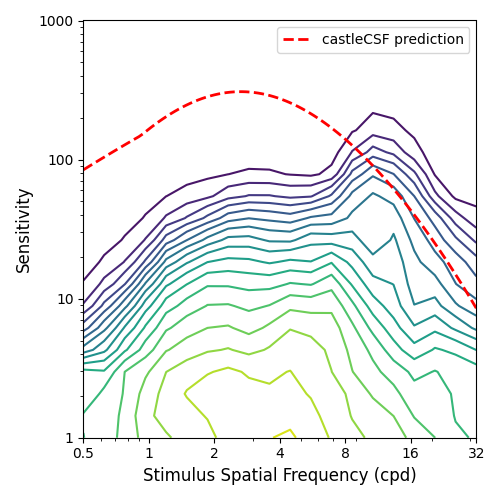 1000
castleCSF prediction
100
Sensitivity
10
1
0.5 1 2 4 8 16 32
Stimulus Spatial Frequency (cpd)